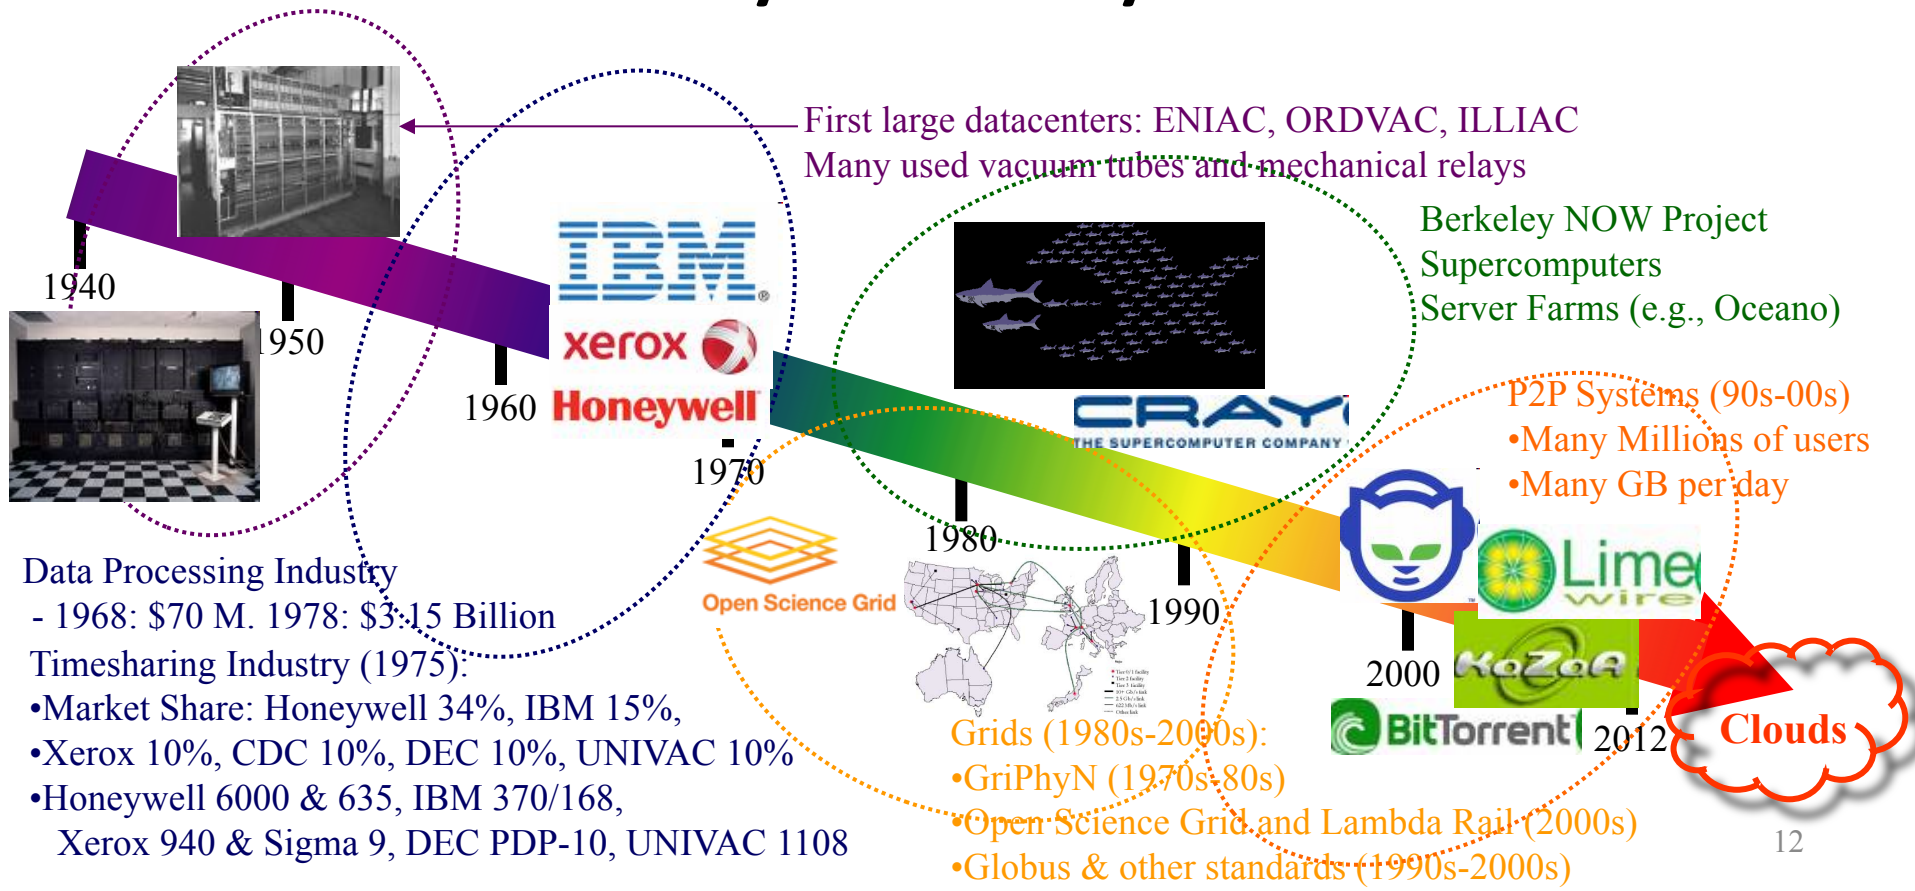 First large datacenters: ENIAC, ORDVAC, ILLIAC
Many used vacuum tubes and mechanical relays
1940
1950
1960
1970
1980
1990
2000
2012
IBM®
xerox
Honeywell
CRAY
THE SUPERCOMPUTER COMPANY
Berkeley NOW Project
Supercomputers
Server Farms (e.g., Oceano)
P2P Systems (90s-00s)
•Many Millions of users
•Many GB per day
Lime
wire
KaZaA
BitTorrent
Clouds
Open Science Grid
Data Processing Industry
- 1968: $70 M. 1978: $3.15 Billion
Timesharing Industry (1975):
•Market Share: Honeywell 34%, IBM 15%,
•Xerox 10%, CDC 10%, DEC 10%, UNIVAC 10%
•Honeywell 6000 & 635, IBM 370/168,
Xerox 940 & Sigma 9, DEC PDP-10, UNIVAC 1108
Grids (1980s-2000s):
•GriPhyN (1970s-80s)
•Open Science Grid and Lambda Rail (2000s)
•Globus & other standards (1990s-2000s)
12